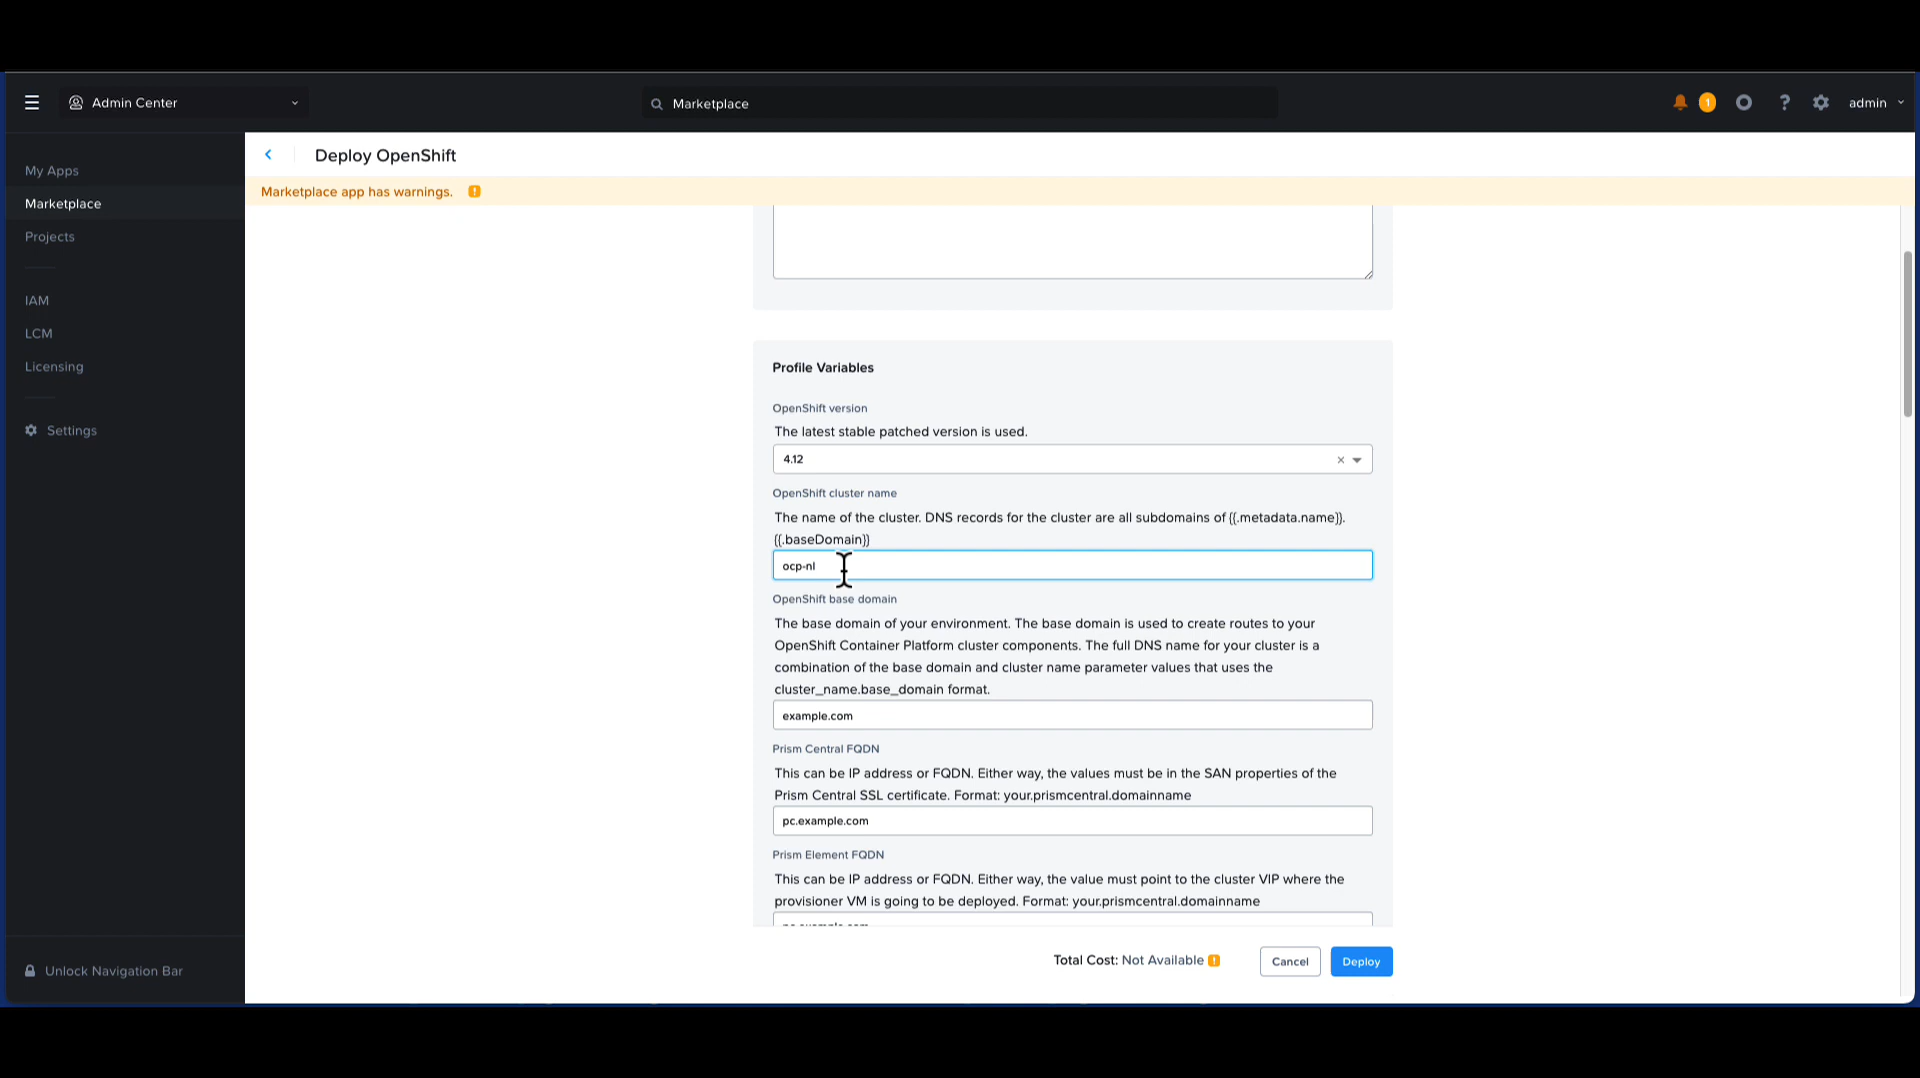 Admin Center
Marketplace
1
?
admin
My Apps
Marketplace
Projects
IAM
LCM
Licensing
Settings
Unlock Navigation Bar
Deploy OpenShift
Marketplace app has warnings.
Profile Variables
OpenShift version
The latest stable patched version is used.
4.12
OpenShift cluster name
The name of the cluster. DNS records for the cluster are all subdomains of {{.metadata.name}}.
{{.baseDomain}}
ocp-nl
OpenShift base domain
The base domain of your environment. The base domain is used to create routes to your
OpenShift Container Platform cluster components. The full DNS name for your cluster is a
combination of the base domain and cluster name parameter values that uses the
cluster_name.base_domain format.
example.com
Prism Central FQDN
This can be IP address or FQDN. Either way, the values must be in the SAN properties of the
Prism Central SSL certificate. Format: your.prismcentral.domainname
pc.example.com
Prism Element FQDN
This can be IP address or FQDN. Either way, the value must point to the cluster VIP where the
provisioner VM is going to be deployed. Format: your.prismcentral.domainname
Total Cost: Not Available
Cancel
Deploy